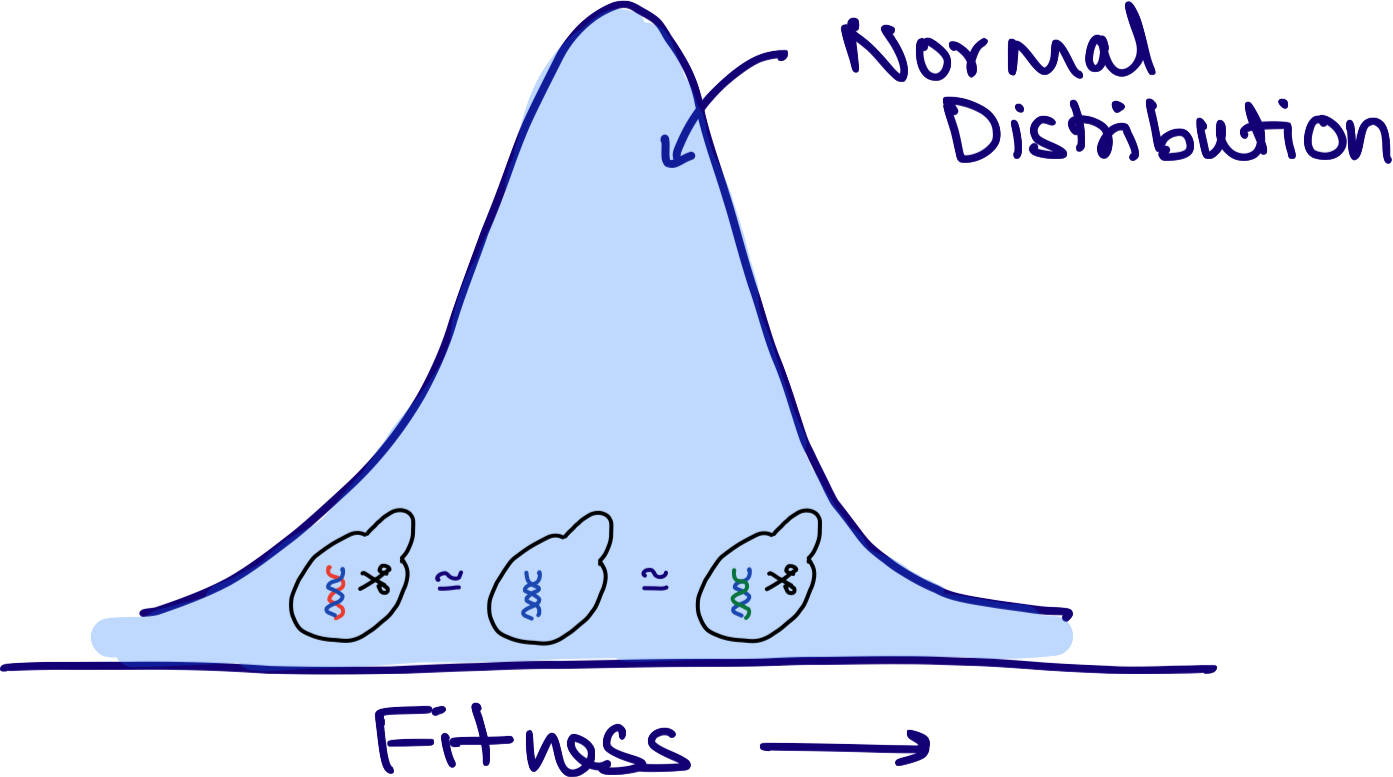 Normal
Distribution
≃ ≃
Fitness →